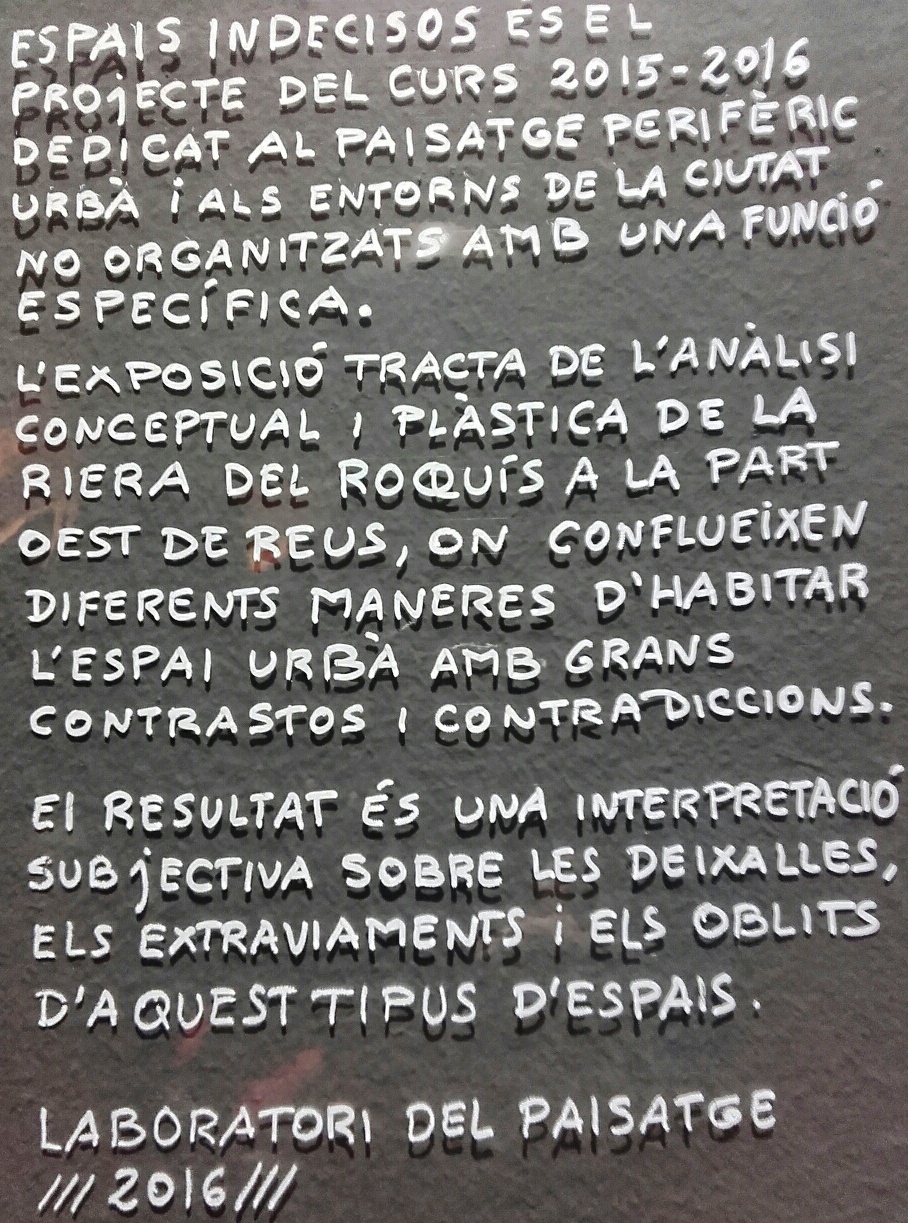 ESPAIS INDECISOS ÉS EL
PROJECTE DEL CURS 2015-2016
DEDICAT AL PAISATGE PERIFÈRIC
URBÀ I ALS ENTORNS DE LA CIUTAT
NO ORGANITZATS AMB UNA FUNCIÓ
ESPECÍFICA.
L'EXPOSICIÓ TRACTA DE L'ANÀLISI
CONCEPTUAL I PLÀSTICA DE LA
RIERA DEL ROQUÍS A LA PART
OEST DE REUS, ON CONFLUEIXEN
DIFERENTS MANERES D'HABITAR
L'ESPAI URBÀ AMB GRANS
CONTRASTOS I CONTRADICCIONS.
El RESULTAT ÉS UNA INTERPRETACIÓ
SUBJECTIVA SOBRE LES DEIXALLES,
ELS EXTRAVIAMENTS I ELS OBLITS
D'AQUEST TIPUS D'ESPAIS.
LABORATORI DEL PAISATGE
///2016///